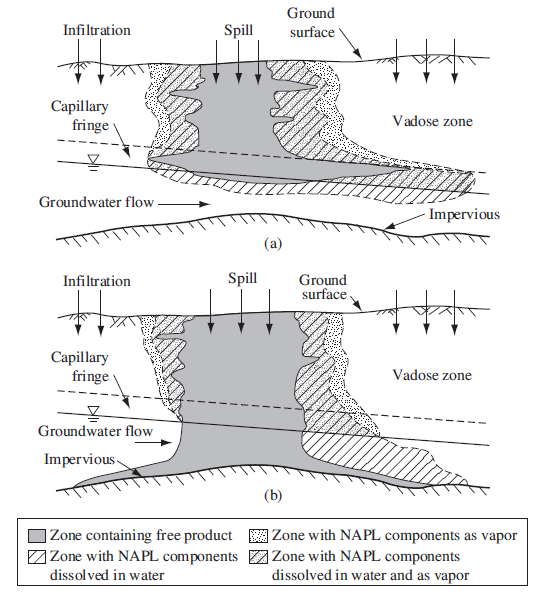 Infiltration
Spill
Ground
surface
Capillary
fringe
Vadose zone
Groundwater flow
Impervious
(a)
Infiltration
Spill
Ground
surface
Capillary
fringe
Vadose zone
Groundwater flow
Impervious
(b)
Zone containing free product
Zone with NAPL components as vapor
Zone with NAPL components
dissolved in water
Zone with NAPL components
dissolved in water and as vapor